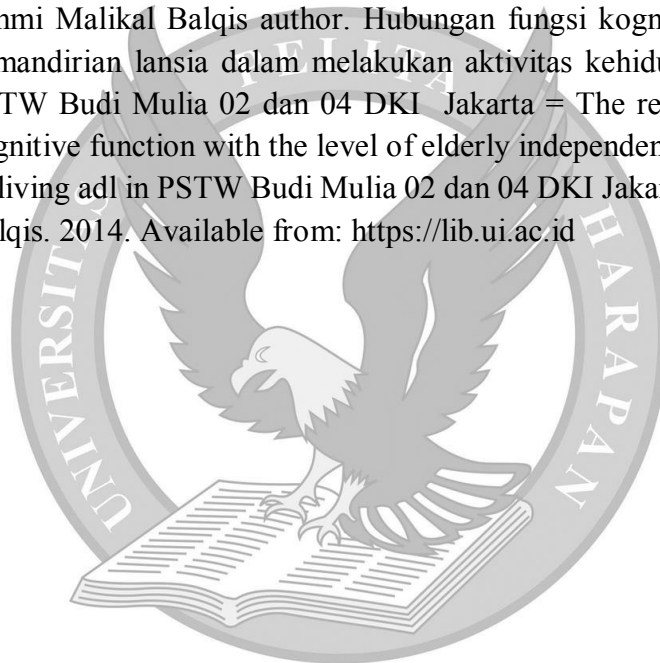 Malikal Balqis author. Hubungan fungsi kogn
mandirian lansia dalam melakukan aktivitas kehidu
TW Budi Mulia 02 dan 04 DKI Jakarta = The re
gnitive function with the level of elderly independen
living adl in PSTW Budi Mulia 02 dan 04 DKI Jakar
lqis. 2014. Available from: https://lib.ui.ac.id
UNIVERSITAS TELITA HARAPAN